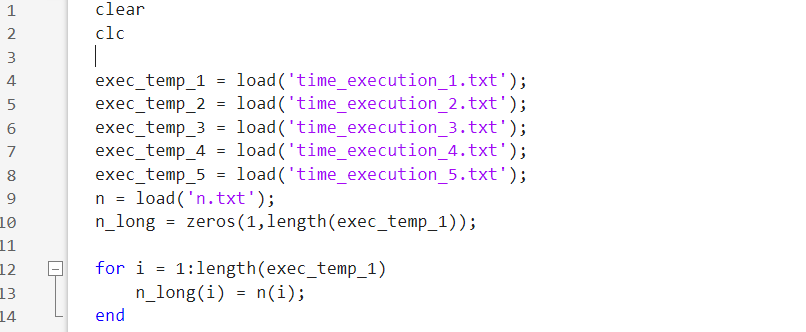 1 clear
2 clc
3
4 exec_temp_1 = load('time_execution_1.txt');
5 exec_temp_2 = load('time_execution_2.txt');
6 exec_temp_3 = load('time_execution_3.txt');
7 exec_temp_4 = load('time_execution_4.txt');
8 exec_temp_5 = load('time_execution_5.txt');
9 n = load('n.txt');
10 n_long = zeros(1,length(exec_temp_1));
11
12 for i = 1:length(exec_temp_1)
13     n_long(i) = n(i);
14 end